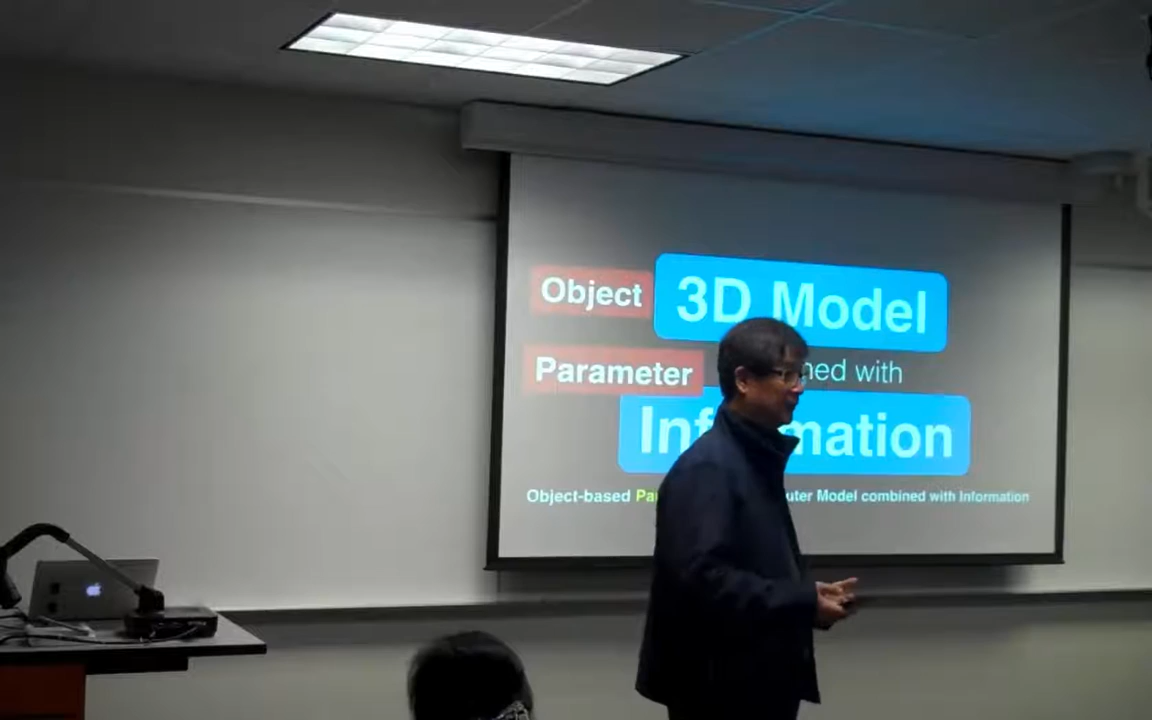 Object
3D Model
Parameter
ned with
Inf mation
Object-based Pa uter Model combined with Information